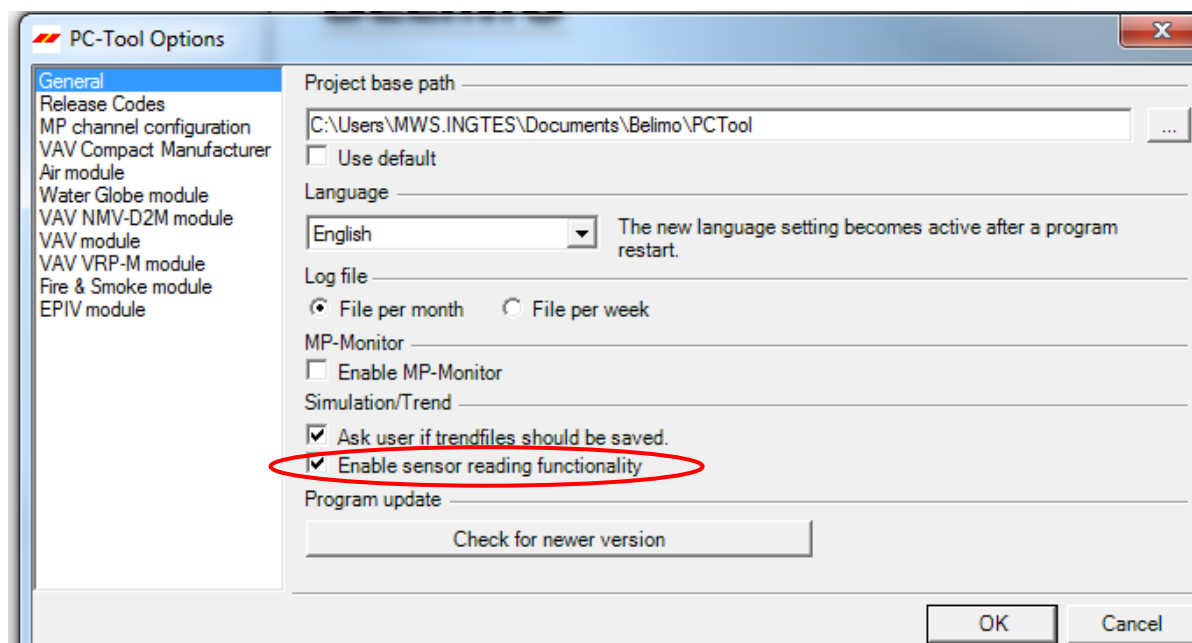 PC-Tool Options
General
Release Codes
MP channel configuration
VAV Compact Manufacturer
Air module
Water Globe module
VAV NMV-D2M module
VAV module
VAV VRP-M module
Fire & Smoke module
EPIV module
Project base path
C:\Users\MWS.INGTES\Documents\Belimo\PCTool
...
Use default
Language
English
The new language setting becomes active after a program
restart.
Log file
File per month
File per week
MP-Monitor
Enable MP-Monitor
Simulation/Trend
Ask user if trendfiles should be saved.
Enable sensor reading functionality
Program update
Check for newer version
OK
Cancel